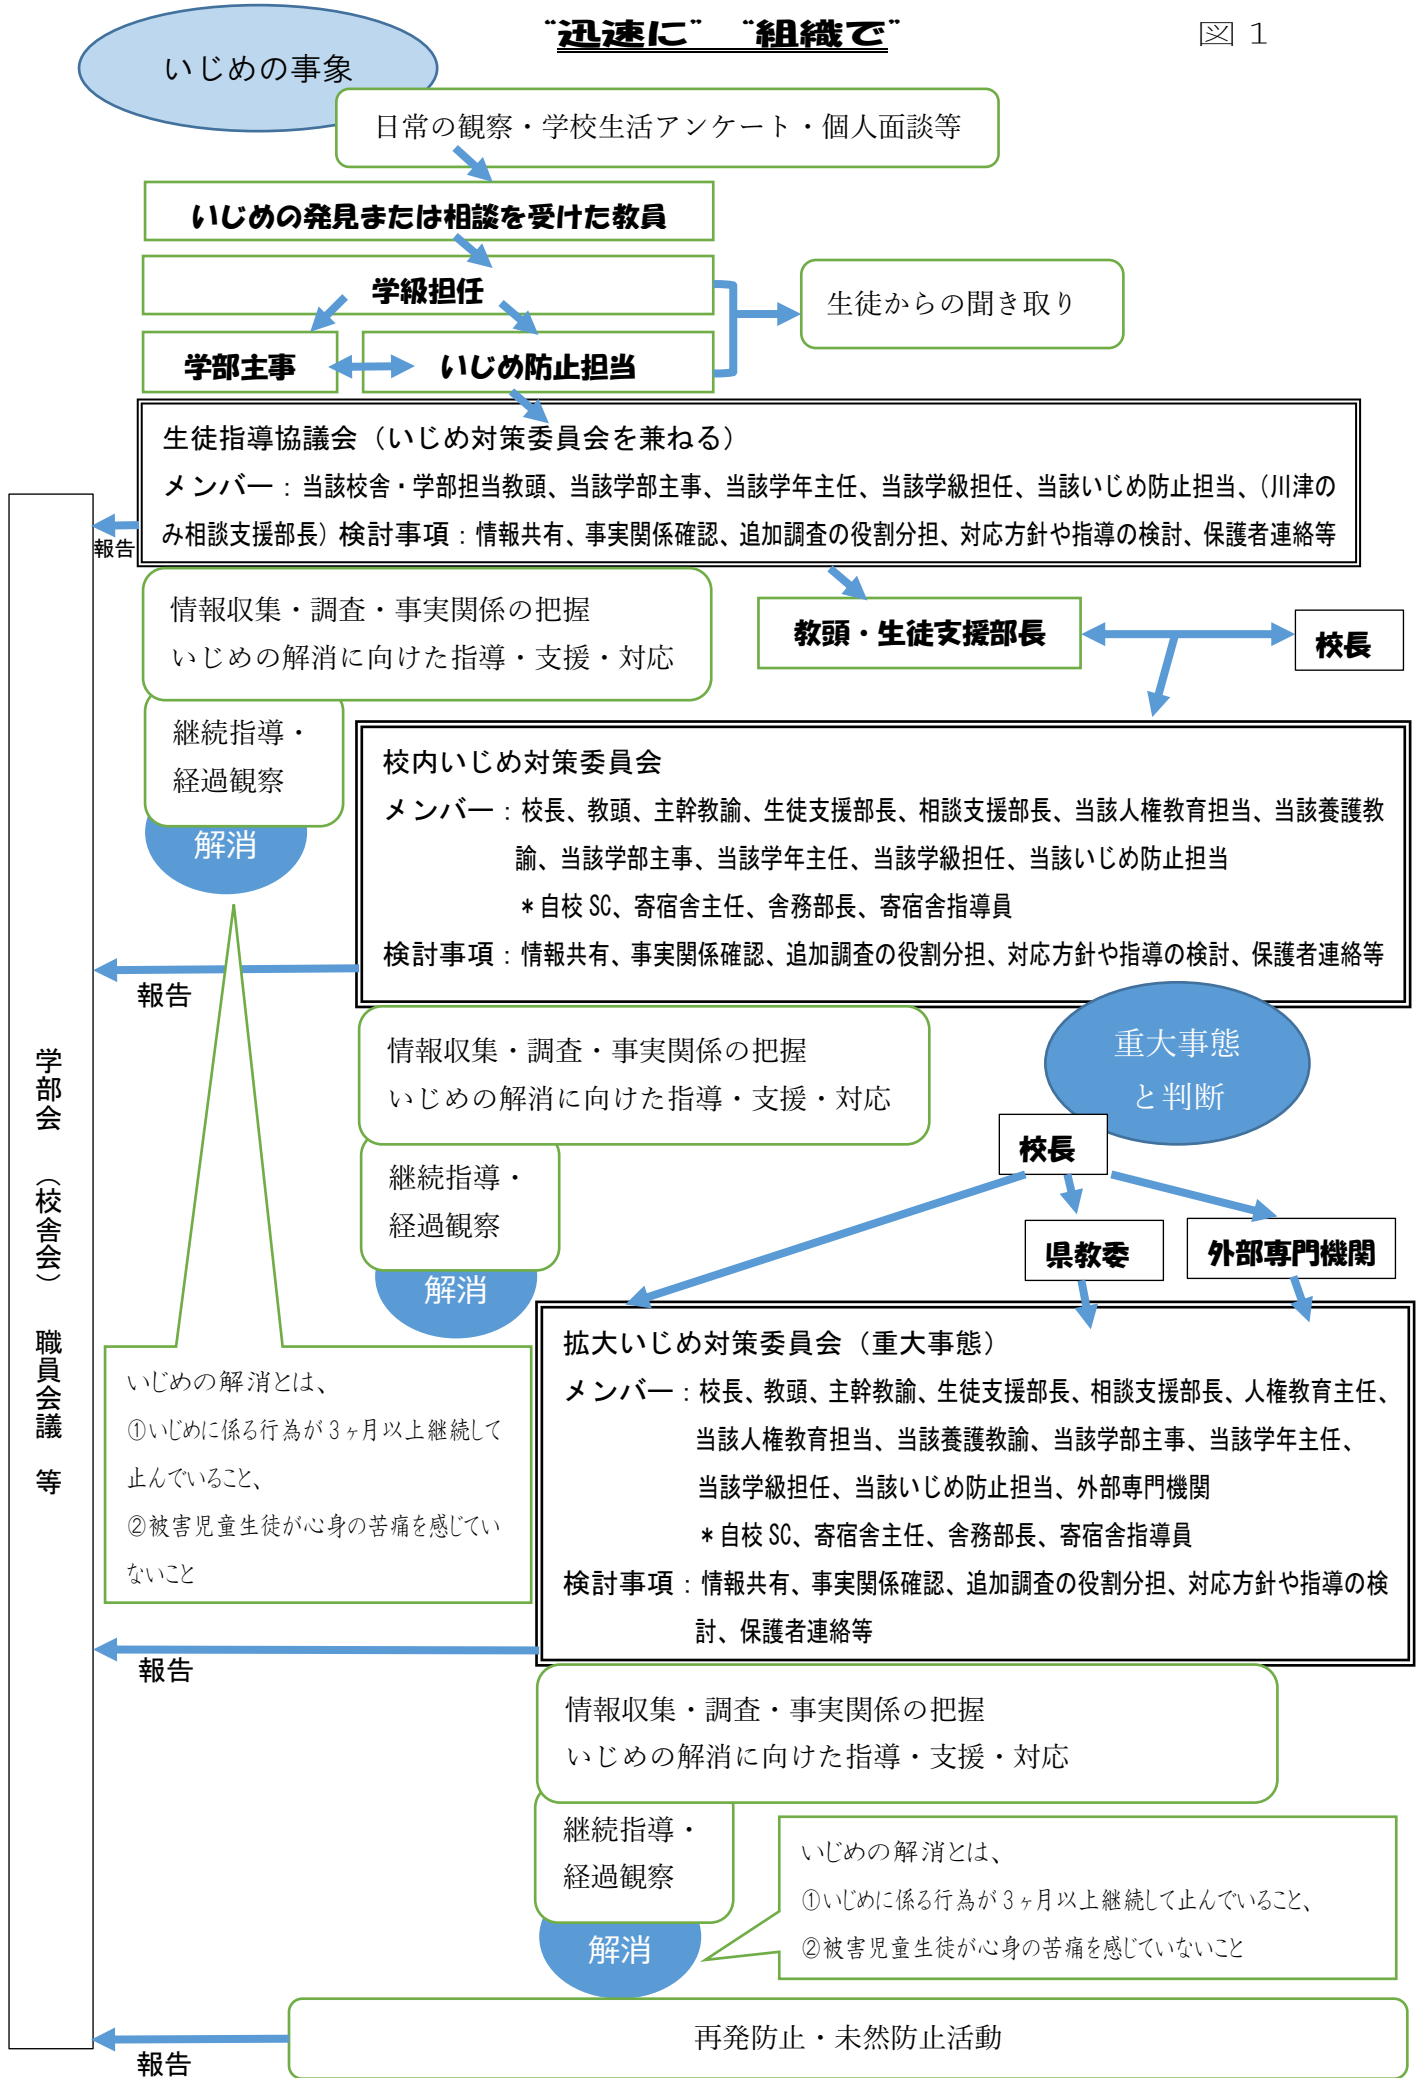 “迅速に” “組織で”
図１
いじめの事象
日常の観察・学校生活アンケート・個人面談等
いじめの発見または相談を受けた教員
学級担任
生徒からの聞き取り
学部主事
いじめ防止担当
生徒指導協議会（いじめ対策委員会を兼ねる）
メンバー：当該校舎・学部担当教頭、当該学部主事、当該学年主任、当該学級担任、当該いじめ防止担当、（川津の
み相談支援部長）検討事項：情報共有、事実関係確認、追加調査の役割分担、対応方針や指導の検討、保護者連絡等
報告
情報収集・調査・事実関係の把握
いじめの解消に向けた指導・支援・対応
教頭・生徒支援部長
校長
継続指導・
経過観察
解消
校内いじめ対策委員会
メンバー：校長、教頭、主幹教諭、生徒支援部長、相談支援部長、当該人権教育担当、当該養護教
諭、当該学部主事、当該学年主任、当該学級担任、当該いじめ防止担当
＊自校 SC、寄宿舎主任、舎務部長、寄宿舎指導員
検討事項：情報共有、事実関係確認、追加調査の役割分担、対応方針や指導の検討、保護者連絡等
報告
情報収集・調査・事実関係の把握
いじめの解消に向けた指導・支援・対応
重大事態
と判断
校長
継続指導・
経過観察
解消
県教委
外部専門機関
学部会（校舎会）職員会議 等
いじめの解消とは、
①いじめに係る行為が３ヶ月以上継続して
止んでいること、
②被害児童生徒が心身の苦痛を感じてい
ないこと
拡大いじめ対策委員会（重大事態）
メンバー：校長、教頭、主幹教諭、生徒支援部長、相談支援部長、人権教育主任、
当該人権教育担当、当該養護教諭、当該学部主事、当該学年主任、
当該学級担任、当該いじめ防止担当、外部専門機関
＊自校 SC、寄宿舎主任、舎務部長、寄宿舎指導員
検討事項：情報共有、事実関係確認、追加調査の役割分担、対応方針や指導の検
討、保護者連絡等
報告
情報収集・調査・事実関係の把握
いじめの解消に向けた指導・支援・対応
継続指導・
経過観察
解消
いじめの解消とは、
①いじめに係る行為が３ヶ月以上継続して止んでいること、
②被害児童生徒が心身の苦痛を感じていないこと
再発防止・未然防止活動
報告